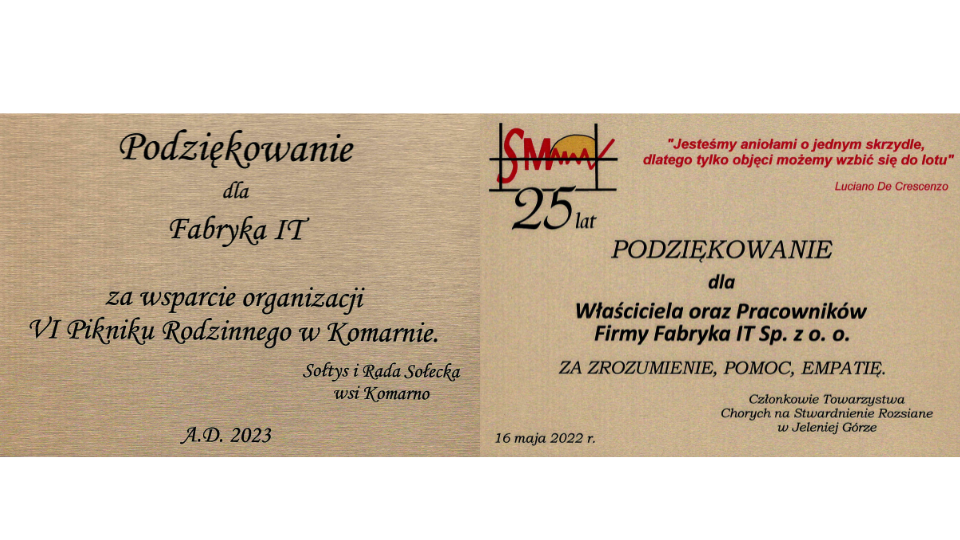 Podziękowanie
dla
Fabryka IT
za wsparcie organizacji
VI Pikniku Rodzinnego w Komarnie.
Sołtys i Rada Sołecka
wsi Komarno
A.D. 2023
SM
25 lat
"Jesteśmy aniołami o jednym skrzydle,
dlatego tylko objęci możemy wzbić się do lotu"
Luciano De Crescenzo
PODZIĘKOWANIE
dla
Właściciela oraz Pracowników
Firmy Fabryka IT Sp. z o. o.
ZA ZROZUMIENIE, POMOC, EMPATIĘ.
Członkowie Towarzystwa
Chorych na Stwardnienie Rozsiane
w Jeleniej Górze
16 maja 2022 r.